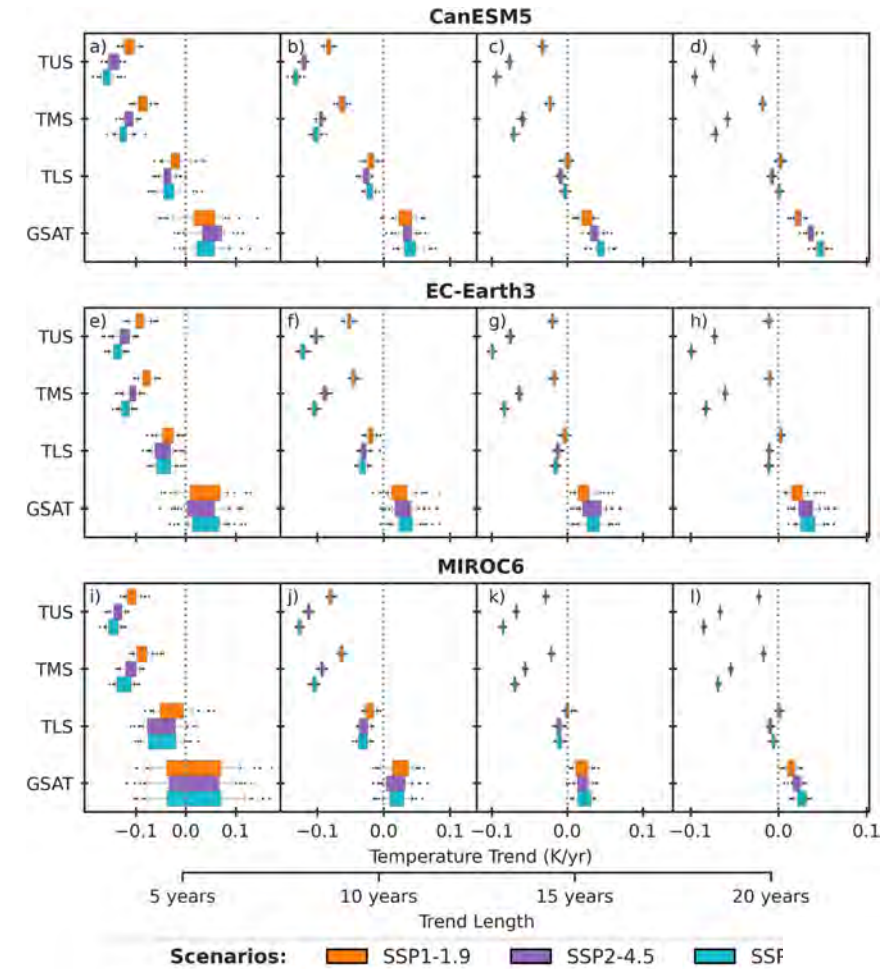 CanESM5
a) b) c) d)
TUS
TMS
TLS
GSAT
EC-Earth3
e) f) g) h)
TUS
TMS
TLS
GSAT
MIROC6
i) j) k) l)
TUS
TMS
TLS
GSAT
−0.1 0.0 0.1 −0.1 0.0 0.1 −0.1 0.0 0.1 −0.1 0.0 0.1
Temperature Trend (K/yr)
5 years 10 years 15 years 20 years
Trend Length
Scenarios: SSP1-1.9 SSP2-4.5 SSP